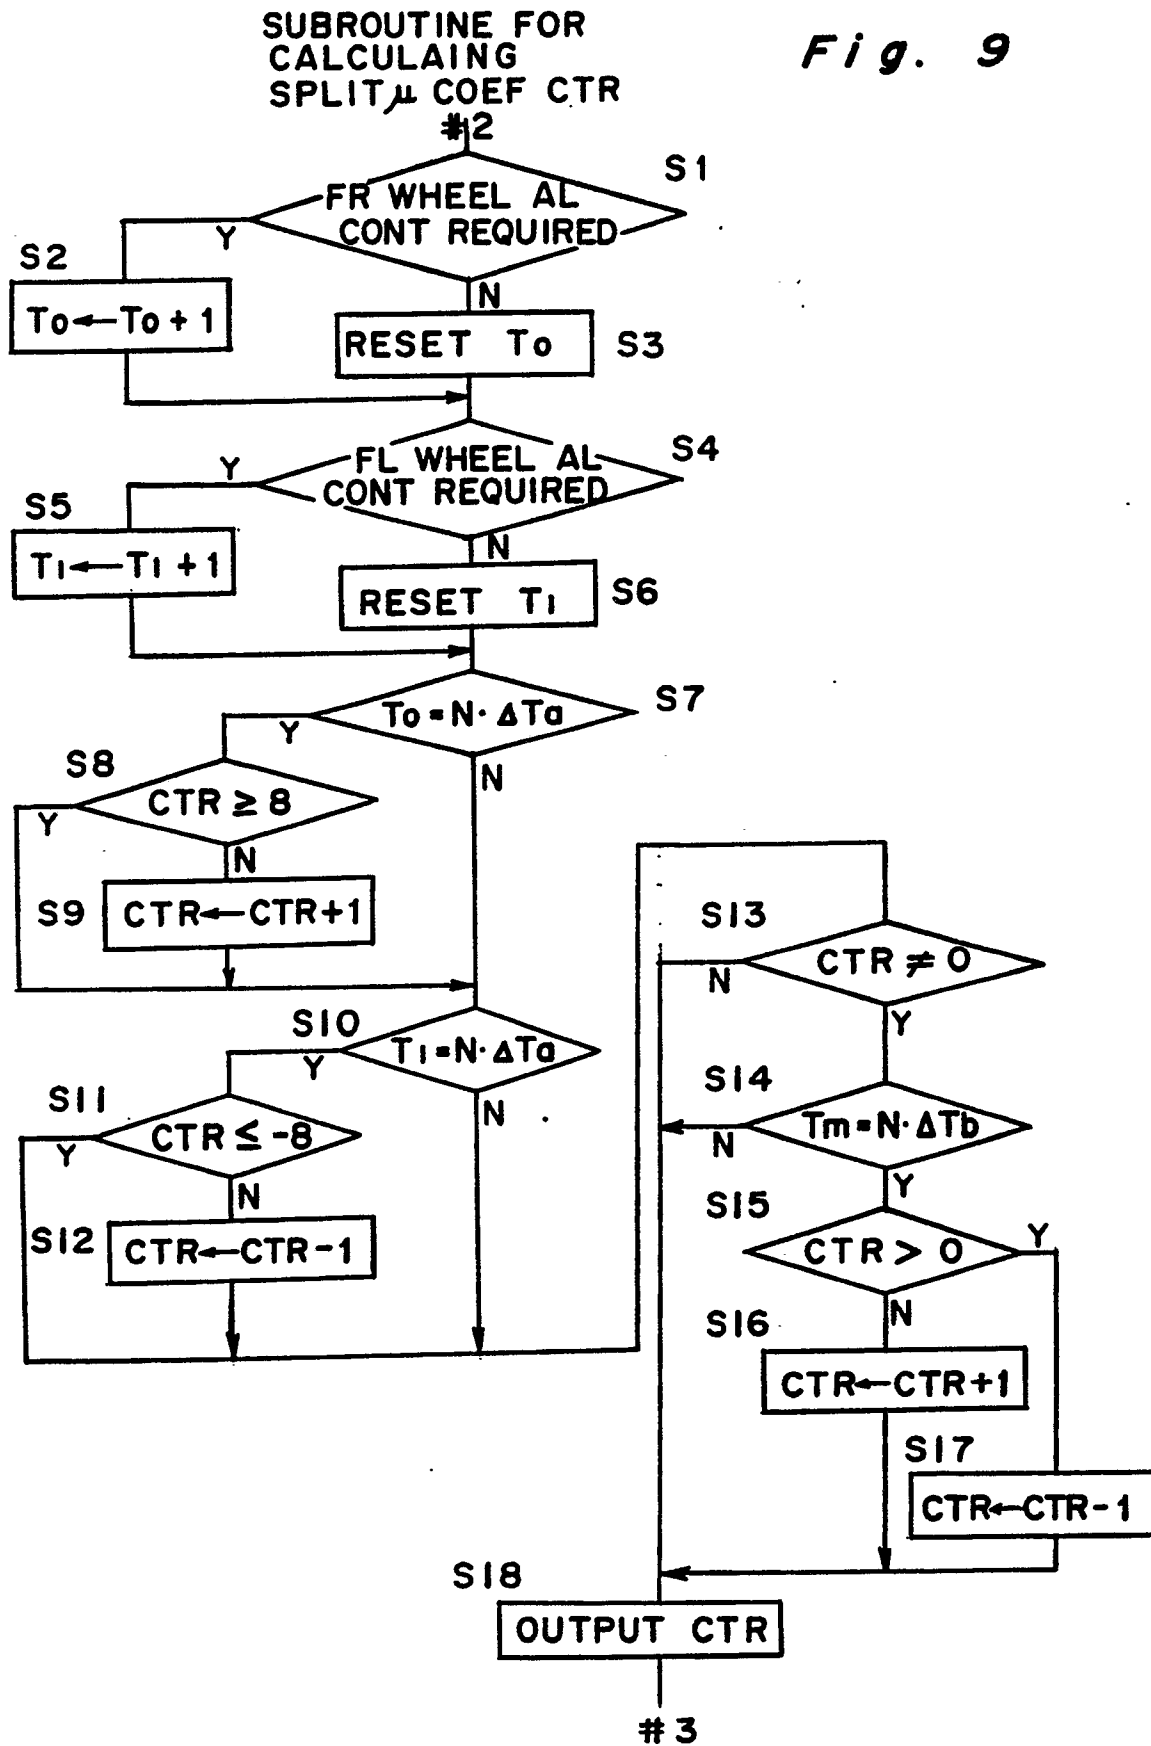 SUBROUTINE FOR
CALCULAING
SPLIT μ COEF CTR
Fig. 9
#2
S1
FR WHEEL AL
CONT REQUIRED
Y
N
S2
To←To+1
RESET To
S3
S4
FL WHEEL AL
CONT REQUIRED
Y
N
S5
T1←T1+1
RESET T1
S6
S7
To=N·ΔTa
Y
N
S8
CTR≥8
Y
N
S9
CTR←CTR+1
S10
T1=N·ΔTa
Y
N
S11
CTR≤-8
Y
N
S12
CTR←CTR-1
S13
CTR≠0
N
Y
S14
Tm=N·ΔTb
N
Y
S15
CTR>0
Y
N
S16
CTR←CTR+1
S17
CTR←CTR-1
S18
OUTPUT CTR
#3